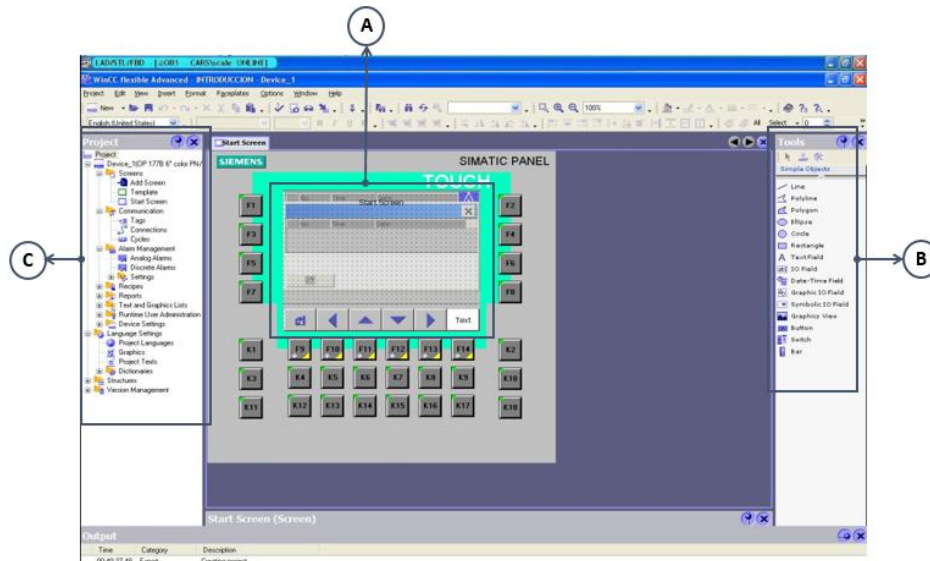 A
LAD/STL/FBD
WinCC flexible Advanced - INTRODUCCION - Device_1
Project Edit View Insert Format Faceplates Options Window Help
New
100%
English (United States)
All Select 0
Project
Start Screen
Tools
Project
Device_1(OP 177B 6" color PN/
Screens
Add Screen
Template
Start Screen
Communication
Tags
Connections
Cycles
Alarm Management
Analog Alarms
Discrete Alarms
Settings
Recipes
Reports
Text and Graphics Lists
Runtime User Administration
Device Settings
Language Settings
Project Languages
Graphics
Project Texts
Dictionaries
Structures
Version Management
C
SIEMENS
SIMATIC PANEL
TOUCH
Start Screen
No. Time Date
F1 F2
F3 F4
F5 F6
F7 F8
Text
K1 F9 F10 F11 F12 F13 F14 K2
K3 K4 K5 K6 K7 K8 K9 K10
K11 K12 K13 K14 K15 K16 K17 K18
Simple Objects
Line
Polyline
Polygon
Ellipse
Circle
Rectangle
Text Field
IO Field
Date-Time Field
Graphic IO Field
Symbolic IO Field
Graphics View
Button
Switch
Bar
B
Start Screen (Screen)
Output
Time Category Description